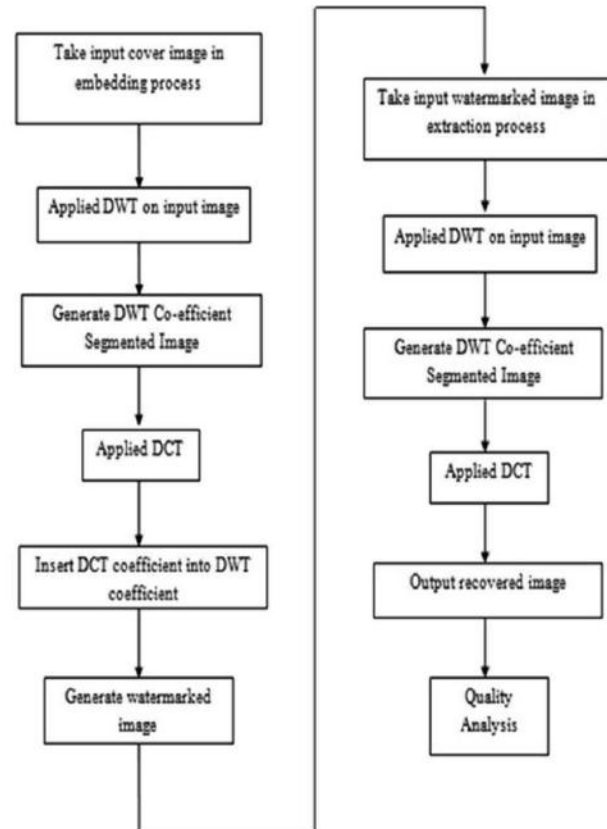 Take input cover image in
embedding process
Applied DWT on input image
Generate DWT Co-efficient
Segmented Image
Applied DCT
Insert DCT coefficient into DWT
coefficient
Generate watermarked
image
Take input watermarked image in
extraction process
Applied DWT on input image
Generate DWT Co-efficient
Segmented Image
Applied DCT
Output recovered image
Quality
Analysis